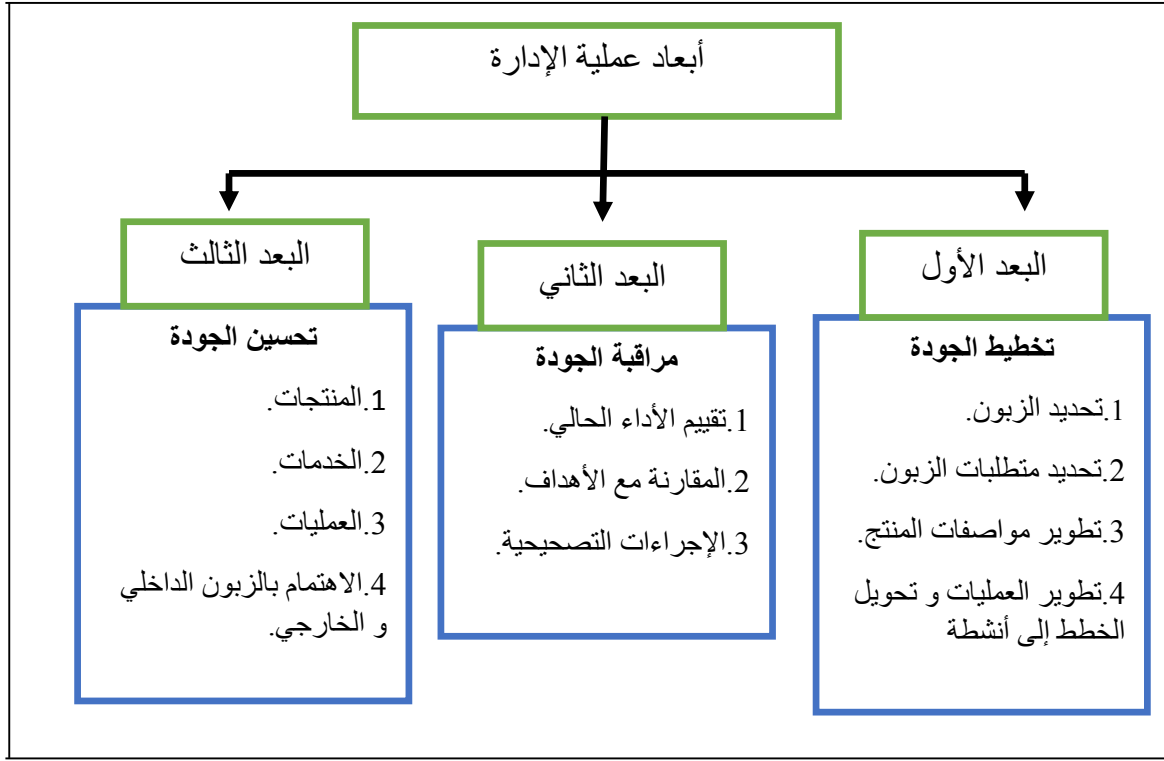 أبعاد عملية الإدارة
البعد الأول
تخطيط الجودة
1.تحديد الزبون.
2.تحديد متطلبات الزبون.
3.تطوير مواصفات المنتج.
4.تطوير العمليات و تحويل
الخطط إلى أنشطة
البعد الثاني
مراقبة الجودة
1.تقييم الأداء الحالي.
2.المقارنة مع الأهداف.
3.الإجراءات التصحيحية.
البعد الثالث
تحسين الجودة
1.المنتجات.
2.الخدمات.
3.العمليات.
4.الاهتمام بالزبون الداخلي
و الخارجي.